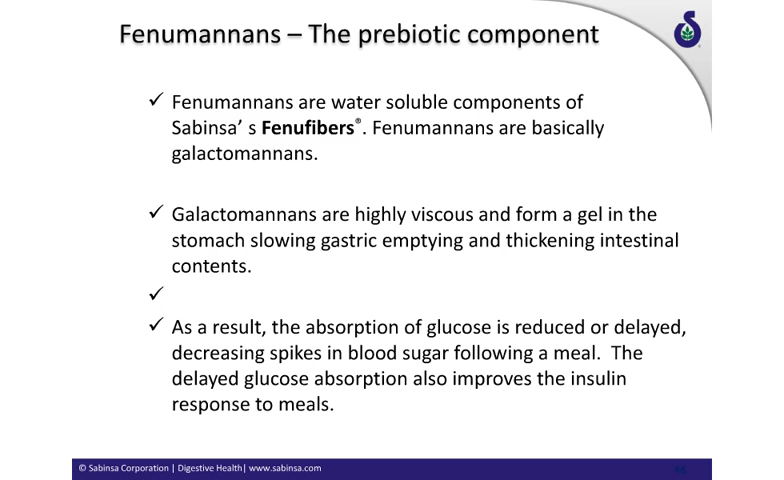 Fenumannans – The prebiotic component
✓ Fenumannans are water soluble components of
Sabinsa’ s Fenufibers®. Fenumannans are basically
galactomannans.
✓ Galactomannans are highly viscous and form a gel in the
stomach slowing gastric emptying and thickening intestinal
contents.
✓
✓ As a result, the absorption of glucose is reduced or delayed,
decreasing spikes in blood sugar following a meal.  The
delayed glucose absorption also improves the insulin
response to meals.
© Sabinsa Corporation | Digestive Health| www.sabinsa.com